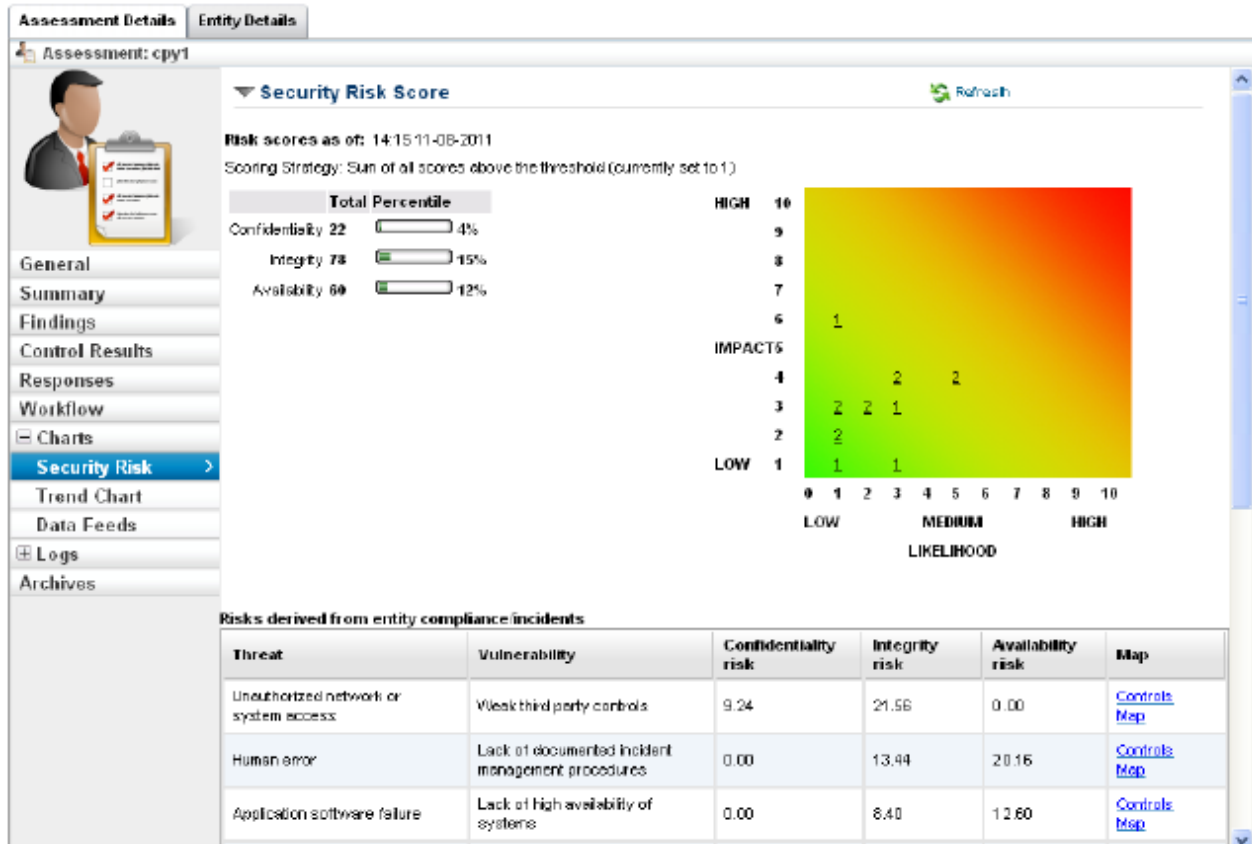 Assessment Details Entity Details
Assessment: cpy1
Security Risk Score
Refresh
Risk scores as of: 14:15 11-08-2011
Scoring Strategy: Sum of all scores above the threshold (currently set to 1)
Total Percentile
Confidentiality 22 4%
Integrity 78 15%
Availability 60 12%
General
Summary
Findings
Control Results
Responses
Workflow
Charts
Security Risk
Trend Chart
Data Feeds
Logs
Archives
HIGH 10
9
8
7
6 1
IMPACT 5
4 2 2
3 2 2 1
2 2
LOW 1 1 1
0 1 2 3 4 5 6 7 8 9 10
LOW MEDIUM HIGH
LIKELIHOOD
Risks derived from entity compliance/incidents
Threat Vulnerability Confidentiality risk Integrity risk Availability risk Map
Unauthorized network or system access Weak third party controls 9.24 21.56 0.00 Controls Map
Human error Lack of documented incident management procedures 0.00 13.44 20.16 Controls Map
Application software failure Lack of high availability of systems 0.00 8.40 12.60 Controls Map